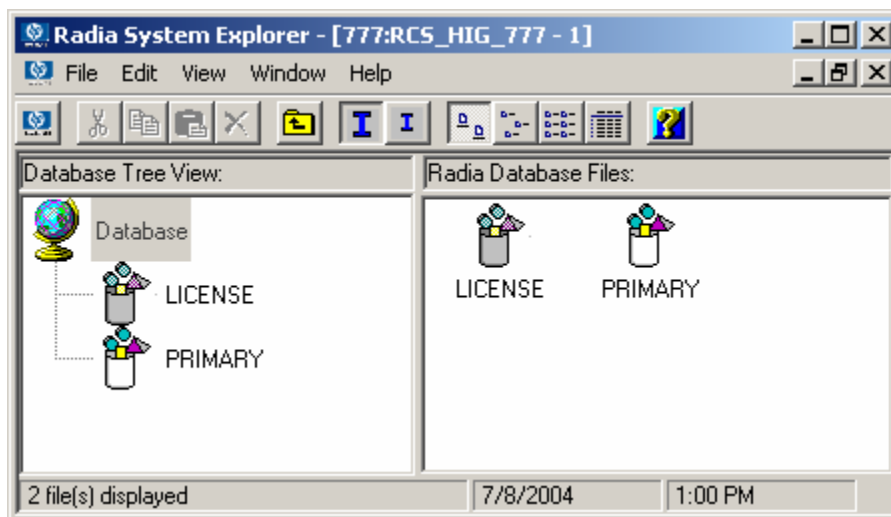 Radia System Explorer - [777:RCS_HIG_777 - 1]
File Edit View Window Help
Database Tree View:
Radia Database Files:
Database
LICENSE
PRIMARY
LICENSE PRIMARY
2 file(s) displayed 7/8/2004 1:00 PM